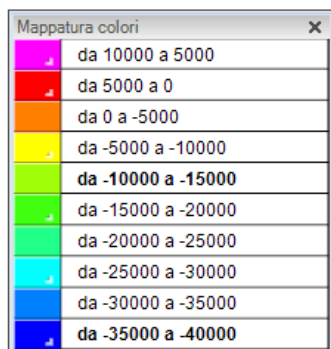 Mappatura colori
da 10000 a 5000
da 5000 a 0
da 0 a -5000
da -5000 a -10000
da -10000 a -15000
da -15000 a -20000
da -20000 a -25000
da -25000 a -30000
da -30000 a -35000
da -35000 a -40000